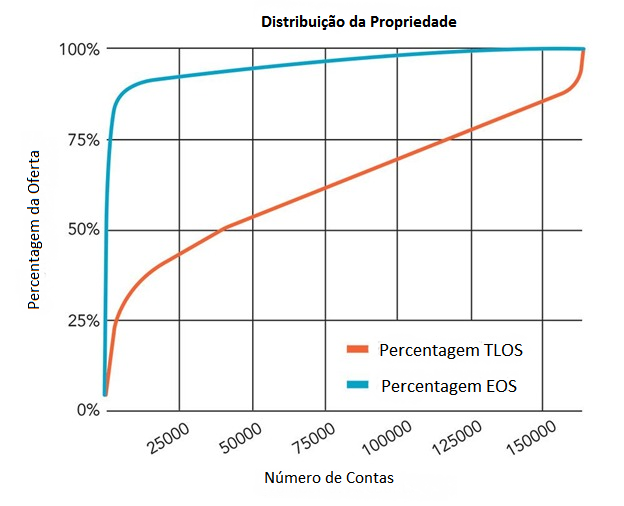 Distribuição da Propriedade
100%
75%
50%
25%
0%
Percentagem da Oferta
Percentagem TLOS
Percentagem EOS
25000
50000
75000
100000
125000
150000
Número de Contas